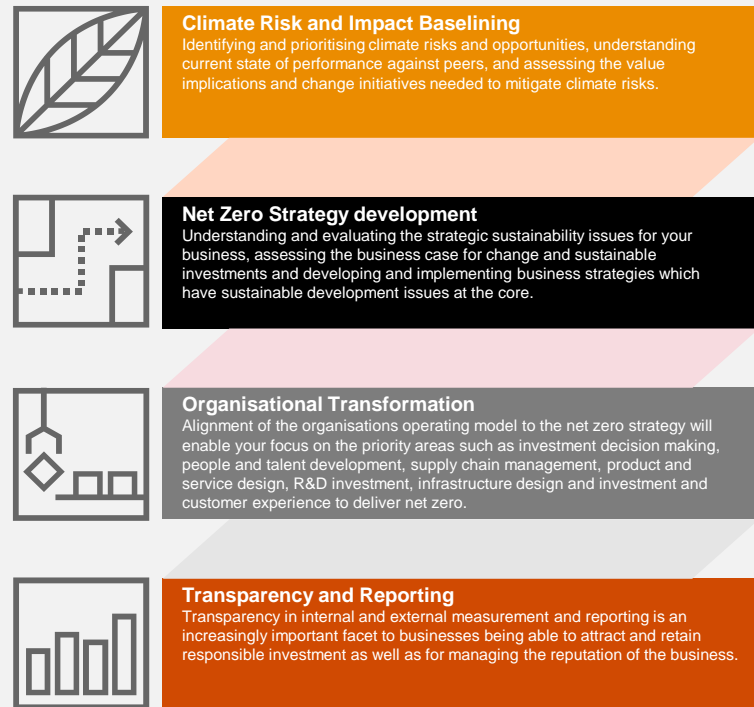 Climate Risk and Impact Baselining
Identifying and prioritising climate risks and opportunities, understanding
current state of performance against peers, and assessing the value
implications and change initiatives needed to mitigate climate risks.
Net Zero Strategy development
Understanding and evaluating the strategic sustainability issues for your
business, assessing the business case for change and sustainable
investments and developing and implementing business strategies which
have sustainable development issues at the core.
Organisational Transformation
Alignment of the organisations operating model to the net zero strategy will
enable your focus on the priority areas such as investment decision making,
people and talent development, supply chain management, product and
service design, R&D investment, infrastructure design and investment and
customer experience to deliver net zero.
Transparency and Reporting
Transparency in internal and external measurement and reporting is an
increasingly important facet to businesses being able to attract and retain
responsible investment as well as for managing the reputation of the business.